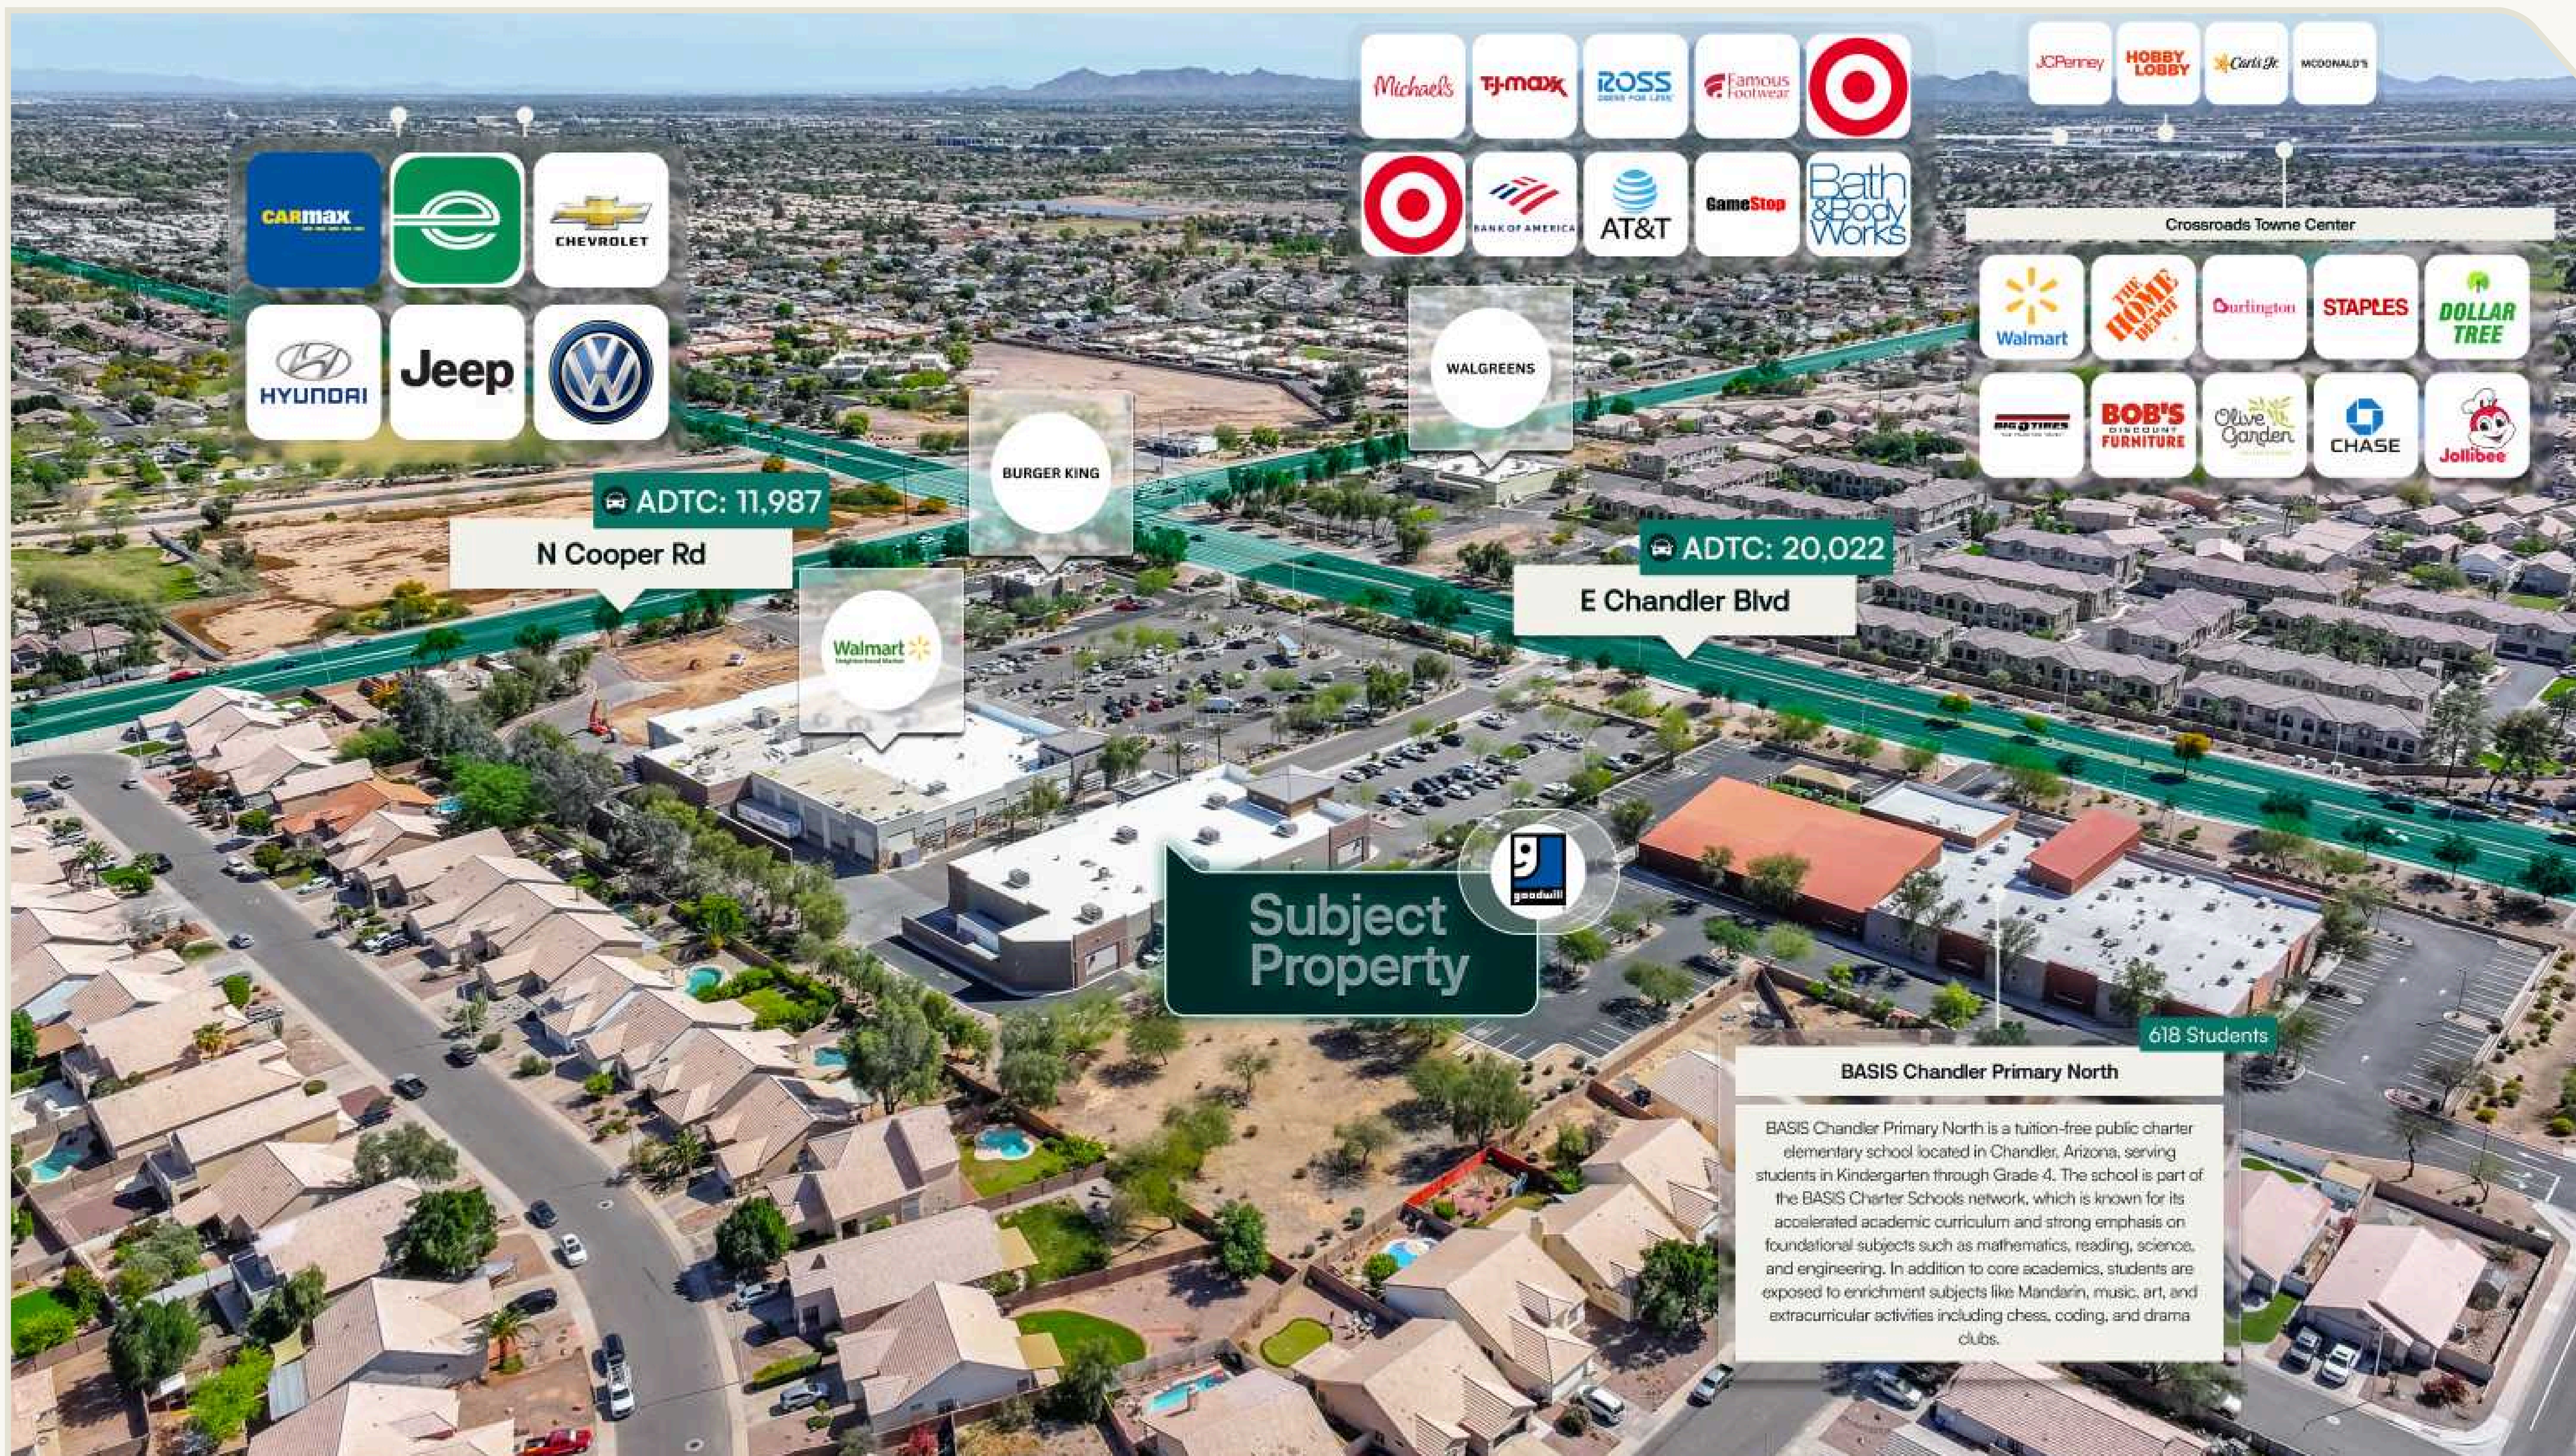 Michaels
T.J.maxx
ROSS
DRESS FOR LESS
Famous
Footwear
JCPenney
HOBBY
LOBBY
Carl's Jr.
MCDONALD'S
CARMAX
CHEVROLET
BANK OF AMERICA
AT&T
GameStop
Bath
&Body
Works
Crossroads Towne Center
HYUNDAI
Jeep
Walmart
THE
HOME
DEPOT
Burlington
STAPLES
DOLLAR
TREE
WALGREENS
BIG O TIRES
BOB'S
DISCOUNT
FURNITURE
Olive
Garden
CHASE
Jollibee
BURGER KING
ADTC: 11,987
N Cooper Rd
ADTC: 20,022
E Chandler Blvd
Walmart
Neighborhood Market
Subject
Property
goodwill
618 Students
BASIS Chandler Primary North
BASIS Chandler Primary North is a tuition-free public charter
elementary school located in Chandler, Arizona, serving
students in Kindergarten through Grade 4. The school is part of
the BASIS Charter Schools network, which is known for its
accelerated academic curriculum and strong emphasis on
foundational subjects such as mathematics, reading, science,
and engineering. In addition to core academics, students are
exposed to enrichment subjects like Mandarin, music, art, and
extracurricular activities including chess, coding, and drama
clubs.